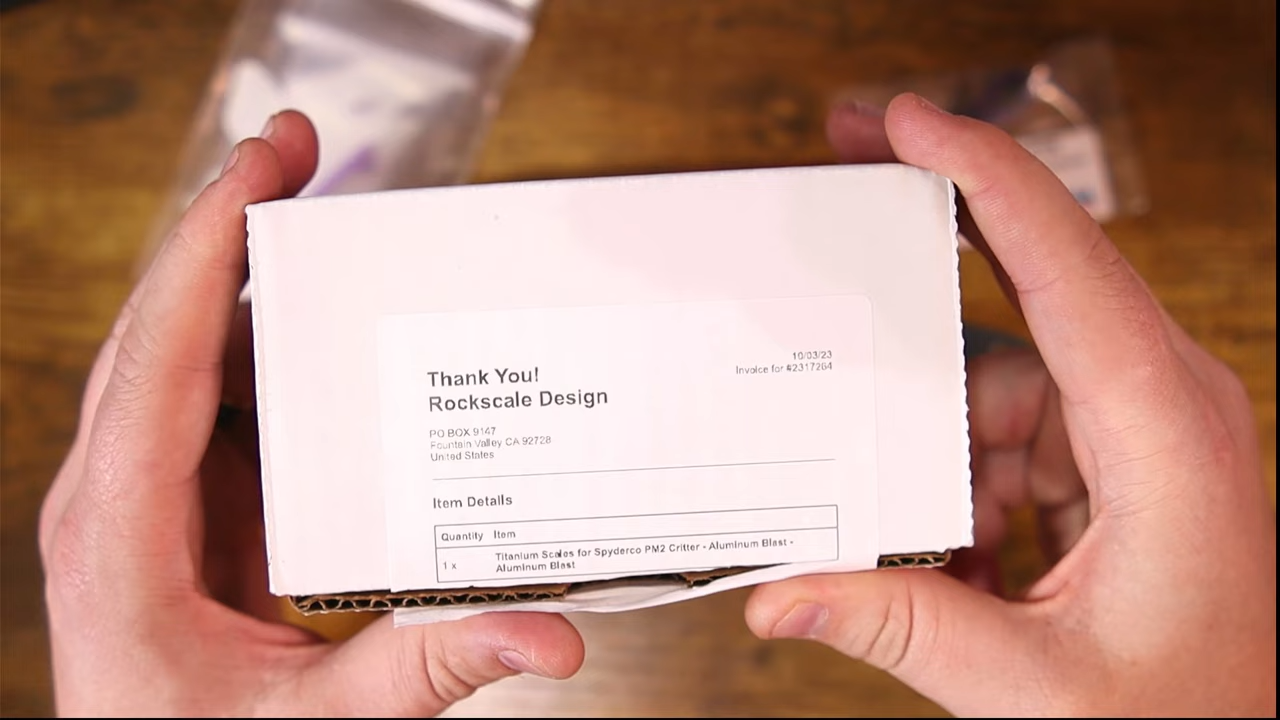 Thank You!
Rockscale Design
10/03/23
Invoice for #2317264
PO BOX 9147
Fountain Valley CA 92728
United States
Item Details
Quantity Item
1 x Titanium Scales for Spyderco PM2 Critter - Aluminum Blast -
Aluminum Blast